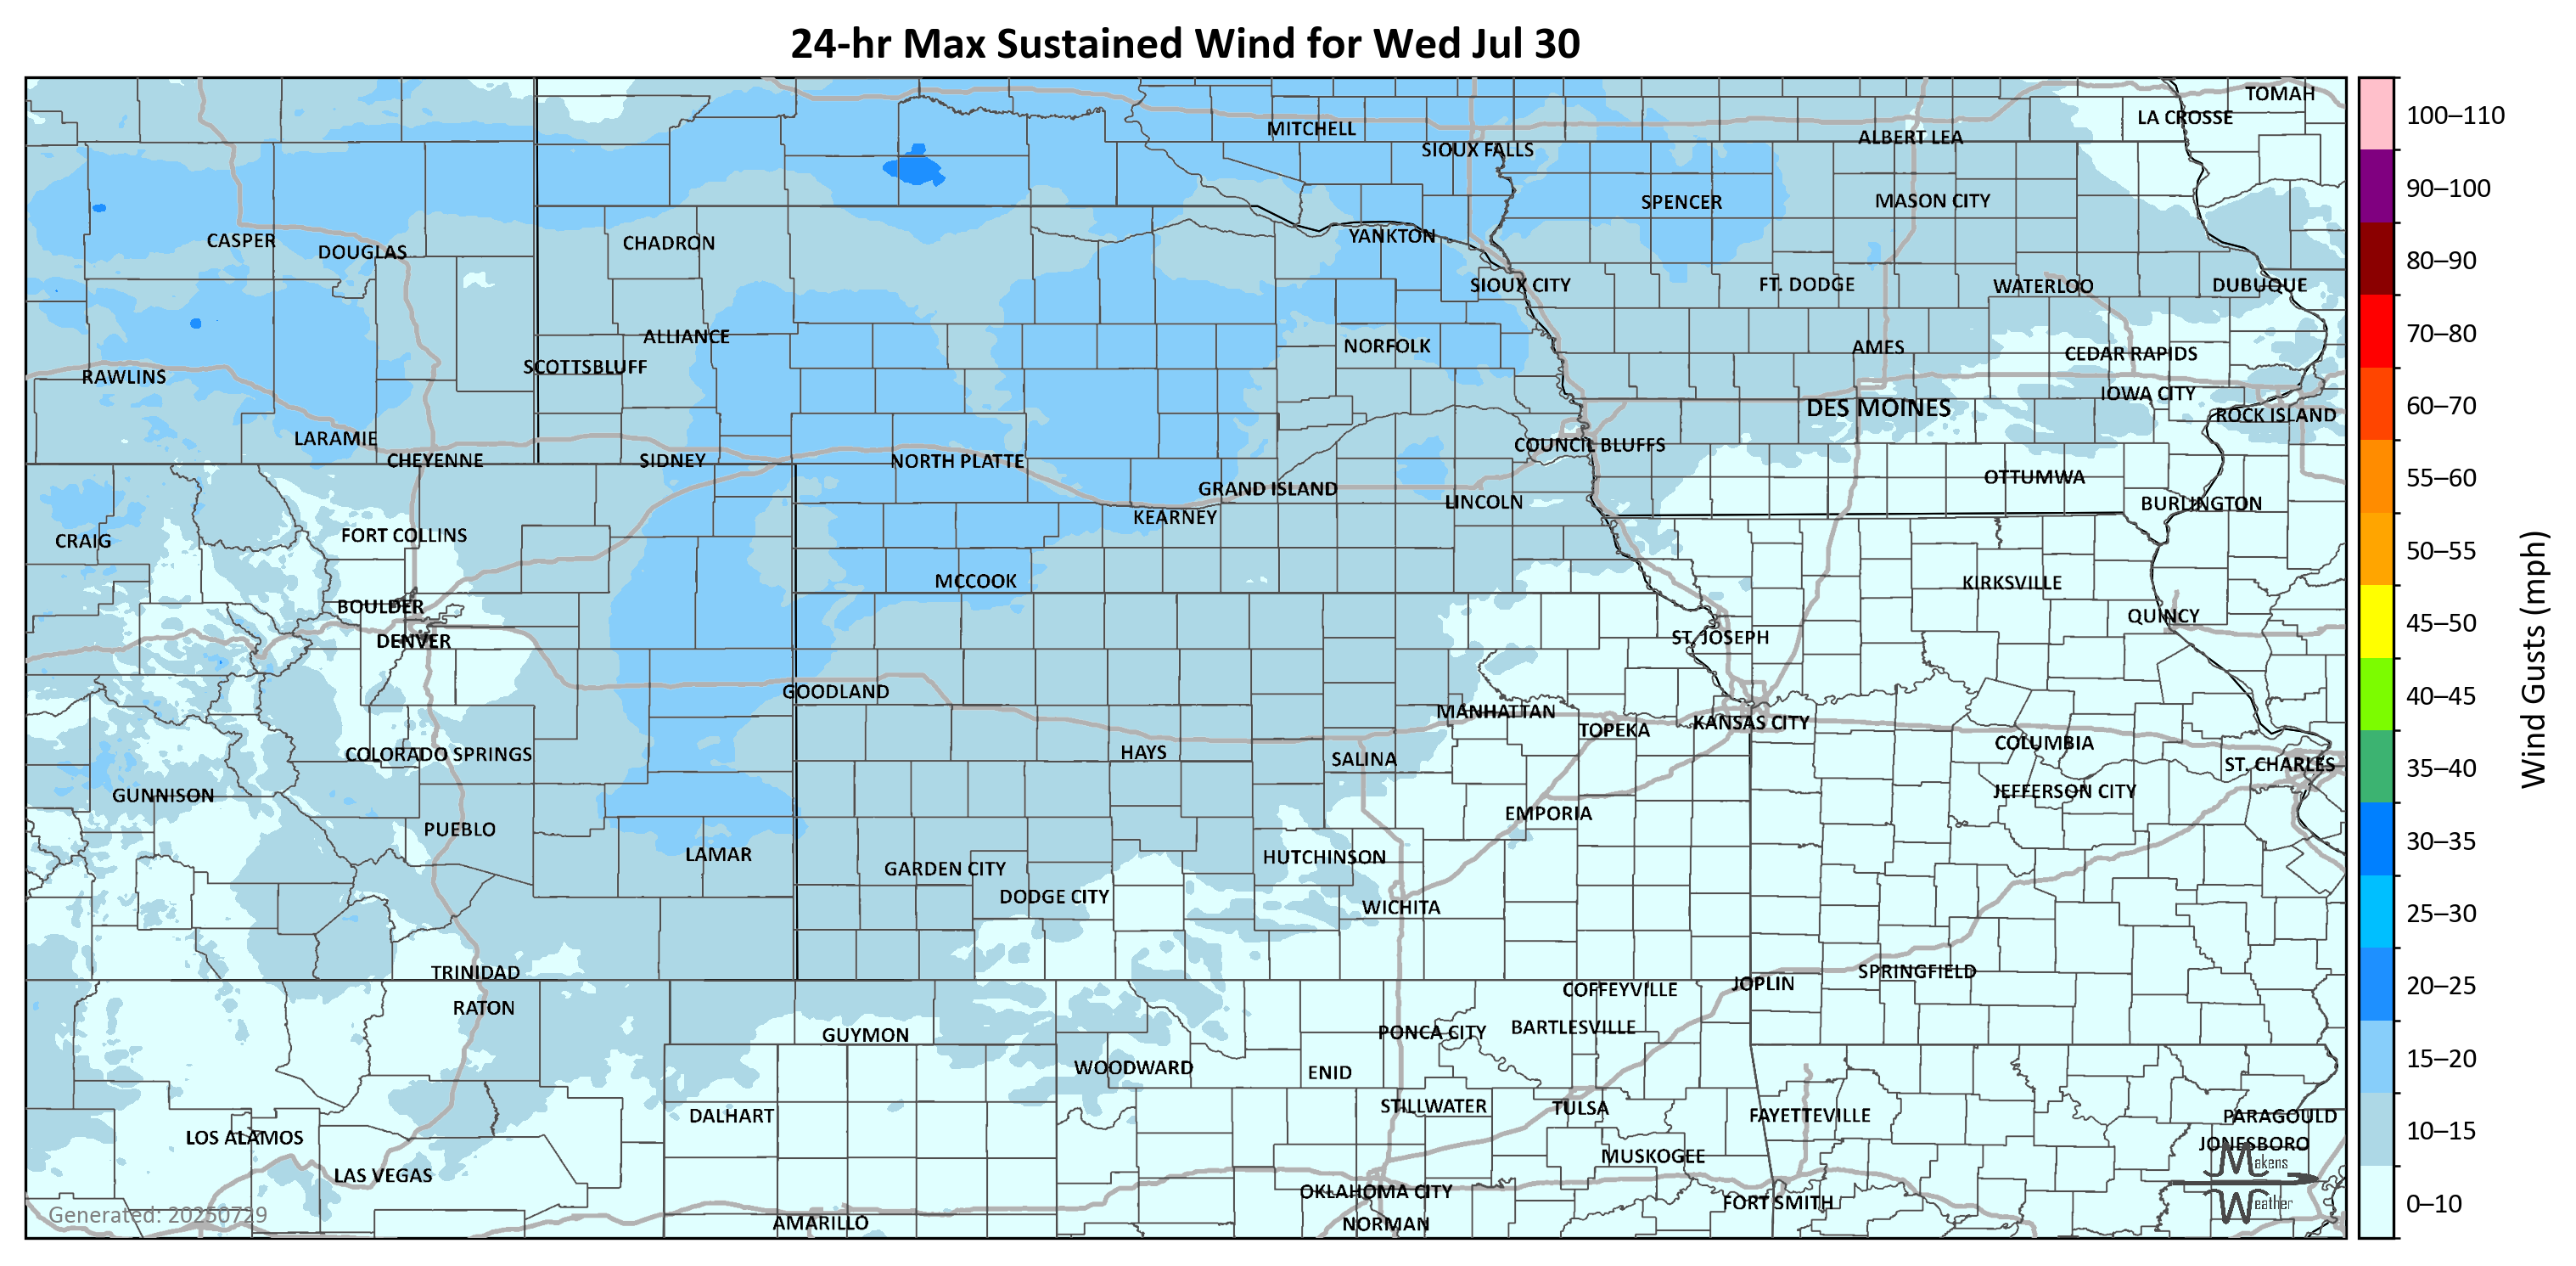 24-hr Max Sustained Wind for Wed Jul 30
TOMAH
LA CROSSE
MITCHELL
ALBERT LEA
SIOUX FALLS
SPENCER
MASON CITY
CASPER
DOUGLAS
CHADRON
YANKTON
SIOUX CITY
FT. DODGE
WATERLOO
DUBUQUE
ALLIANCE
NORFOLK
AMES
CEDAR RAPIDS
SCOTTSBLUFF
RAWLINS
IOWA CITY
DES MOINES
ROCK ISLAND
LARAMIE
COUNCIL BLUFFS
CHEYENNE
SIDNEY
NORTH PLATTE
OTTUMWA
GRAND ISLAND
LINCOLN
BURLINGTON
KEARNEY
FORT COLLINS
CRAIG
MCCOOK
KIRKSVILLE
BOULDER
QUINCY
DENVER
ST. JOSEPH
GOODLAND
MANHATTAN
KANSAS CITY
TOPEKA
COLUMBIA
COLORADO SPRINGS
HAYS
SALINA
ST. CHARLES
GUNNISON
JEFFERSON CITY
EMPORIA
PUEBLO
LAMAR
HUTCHINSON
GARDEN CITY
DODGE CITY
WICHITA
TRINIDAD
SPRINGFIELD
JOPLIN
COFFEYVILLE
RATON
GUYMON
PONCA CITY
BARTLESVILLE
WOODWARD
ENID
DALHART
STILLWATER
TULSA
FAYETTEVILLE
PARAGOULD
LOS ALAMOS
JONESBORO
MUSKOGEE
LAS VEGAS
OKLAHOMA CITY
FORT SMITH
AMARILLO
NORMAN
Generated: 20250729
Makens
Weather
100–110
90–100
80–90
70–80
60–70
55–60
50–55
45–50
40–45
35–40
30–35
25–30
20–25
15–20
10–15
0–10
Wind Gusts (mph)